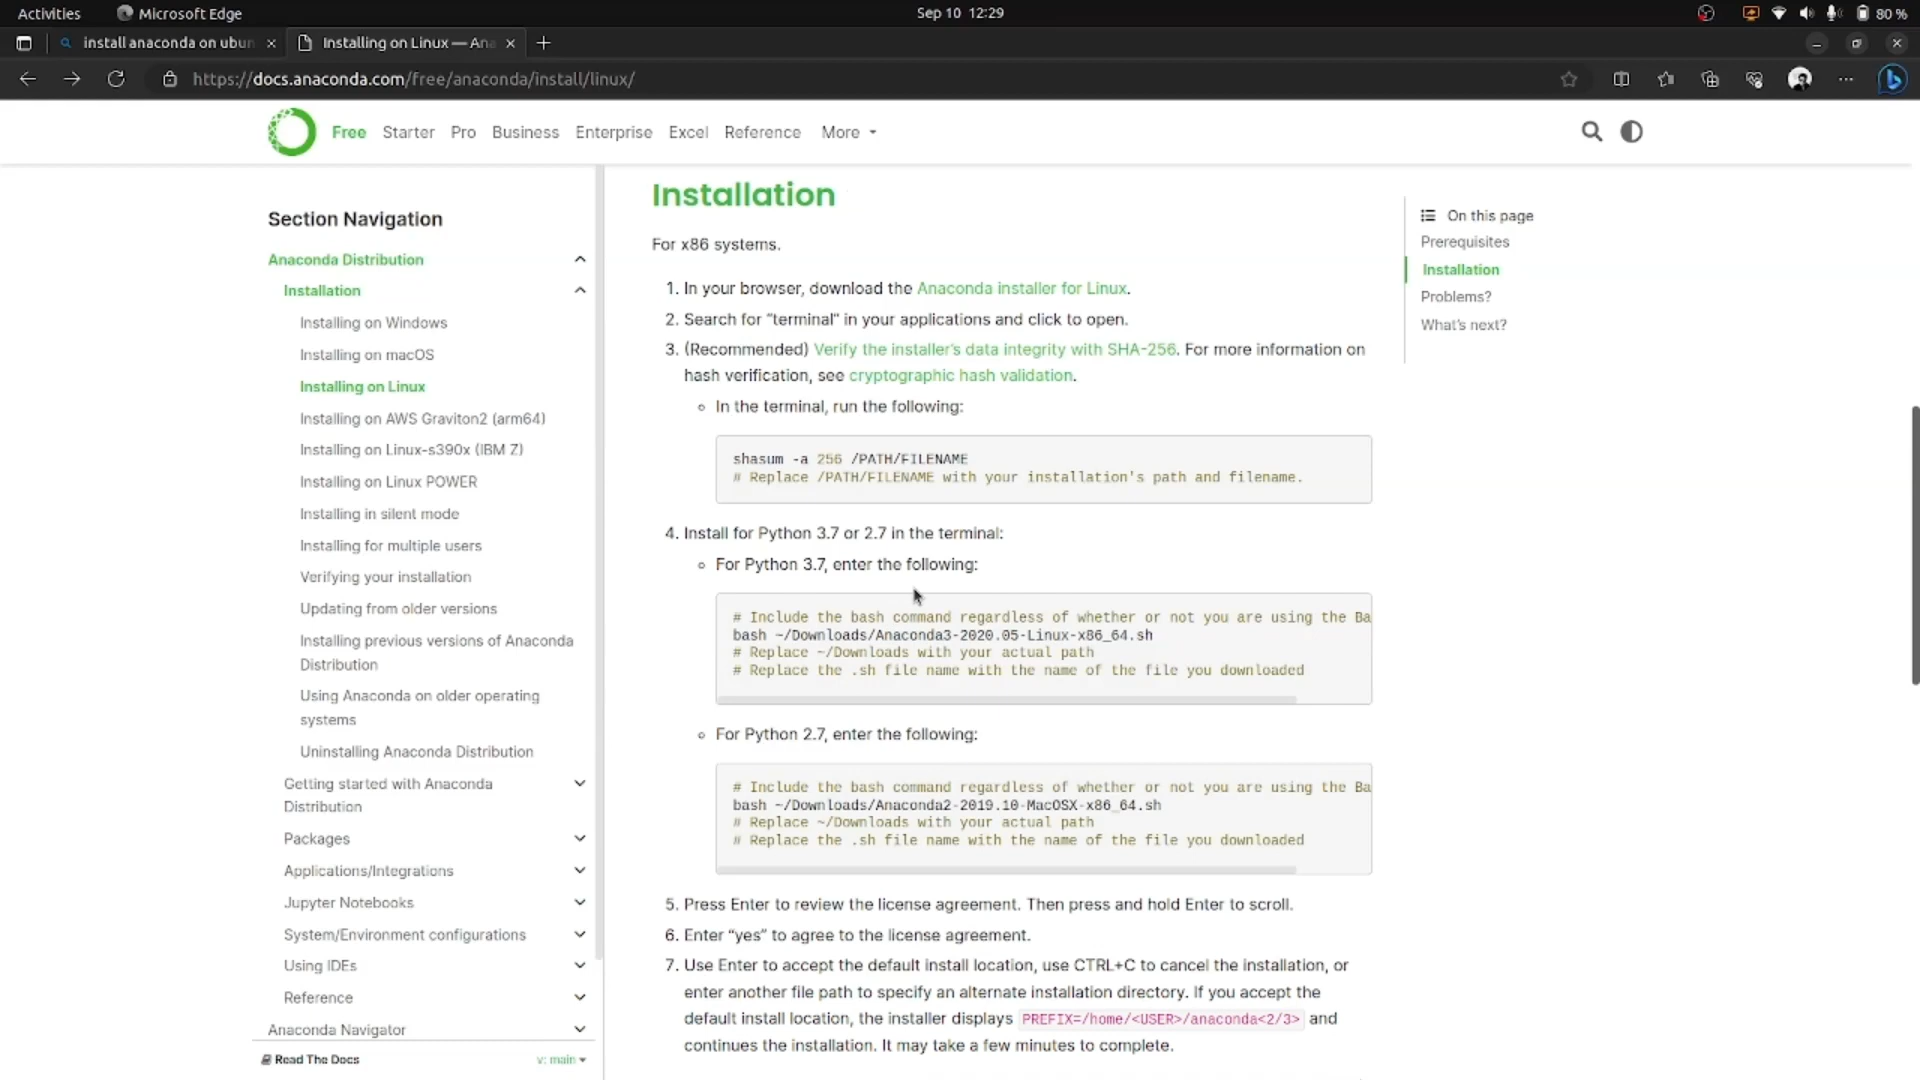 Activities
Microsoft Edge
Sep 10 12:29
80 %
install anaconda on ubun
Installing on Linux — Ana
https://docs.anaconda.com/free/anaconda/install/linux/
Free
Starter
Pro
Business
Enterprise
Excel
Reference
More
Section Navigation
Anaconda Distribution
Installation
Installing on Windows
Installing on macOS
Installing on Linux
Installing on AWS Graviton2 (arm64)
Installing on Linux-s390x (IBM Z)
Installing on Linux POWER
Installing in silent mode
Installing for multiple users
Verifying your installation
Updating from older versions
Installing previous versions of Anaconda
Distribution
Using Anaconda on older operating
systems
Uninstalling Anaconda Distribution
Getting started with Anaconda
Distribution
Packages
Applications/Integrations
Jupyter Notebooks
System/Environment configurations
Using IDEs
Reference
Anaconda Navigator
Read The Docs
v: main
Installation
For x86 systems.
1. In your browser, download the Anaconda installer for Linux.
2. Search for “terminal” in your applications and click to open.
3. (Recommended) Verify the installer’s data integrity with SHA-256. For more information on
hash verification, see cryptographic hash validation.
In the terminal, run the following:
shasum -a 256 /PATH/FILENAME
# Replace /PATH/FILENAME with your installation's path and filename.
4. Install for Python 3.7 or 2.7 in the terminal:
For Python 3.7, enter the following:
# Include the bash command regardless of whether or not you are using the Ba
bash ~/Downloads/Anaconda3-2020.05-Linux-x86_64.sh
# Replace ~/Downloads with your actual path
# Replace the .sh file name with the name of the file you downloaded
For Python 2.7, enter the following:
# Include the bash command regardless of whether or not you are using the Ba
bash ~/Downloads/Anaconda2-2019.10-MacOSX-x86_64.sh
# Replace ~/Downloads with your actual path
# Replace the .sh file name with the name of the file you downloaded
5. Press Enter to review the license agreement. Then press and hold Enter to scroll.
6. Enter “yes” to agree to the license agreement.
7. Use Enter to accept the default install location, use CTRL+C to cancel the installation, or
enter another file path to specify an alternate installation directory. If you accept the
default install location, the installer displays PREFIX=/home/<USER>/anaconda<2/3> and
continues the installation. It may take a few minutes to complete.
On this page
Prerequisites
Installation
Problems?
What’s next?